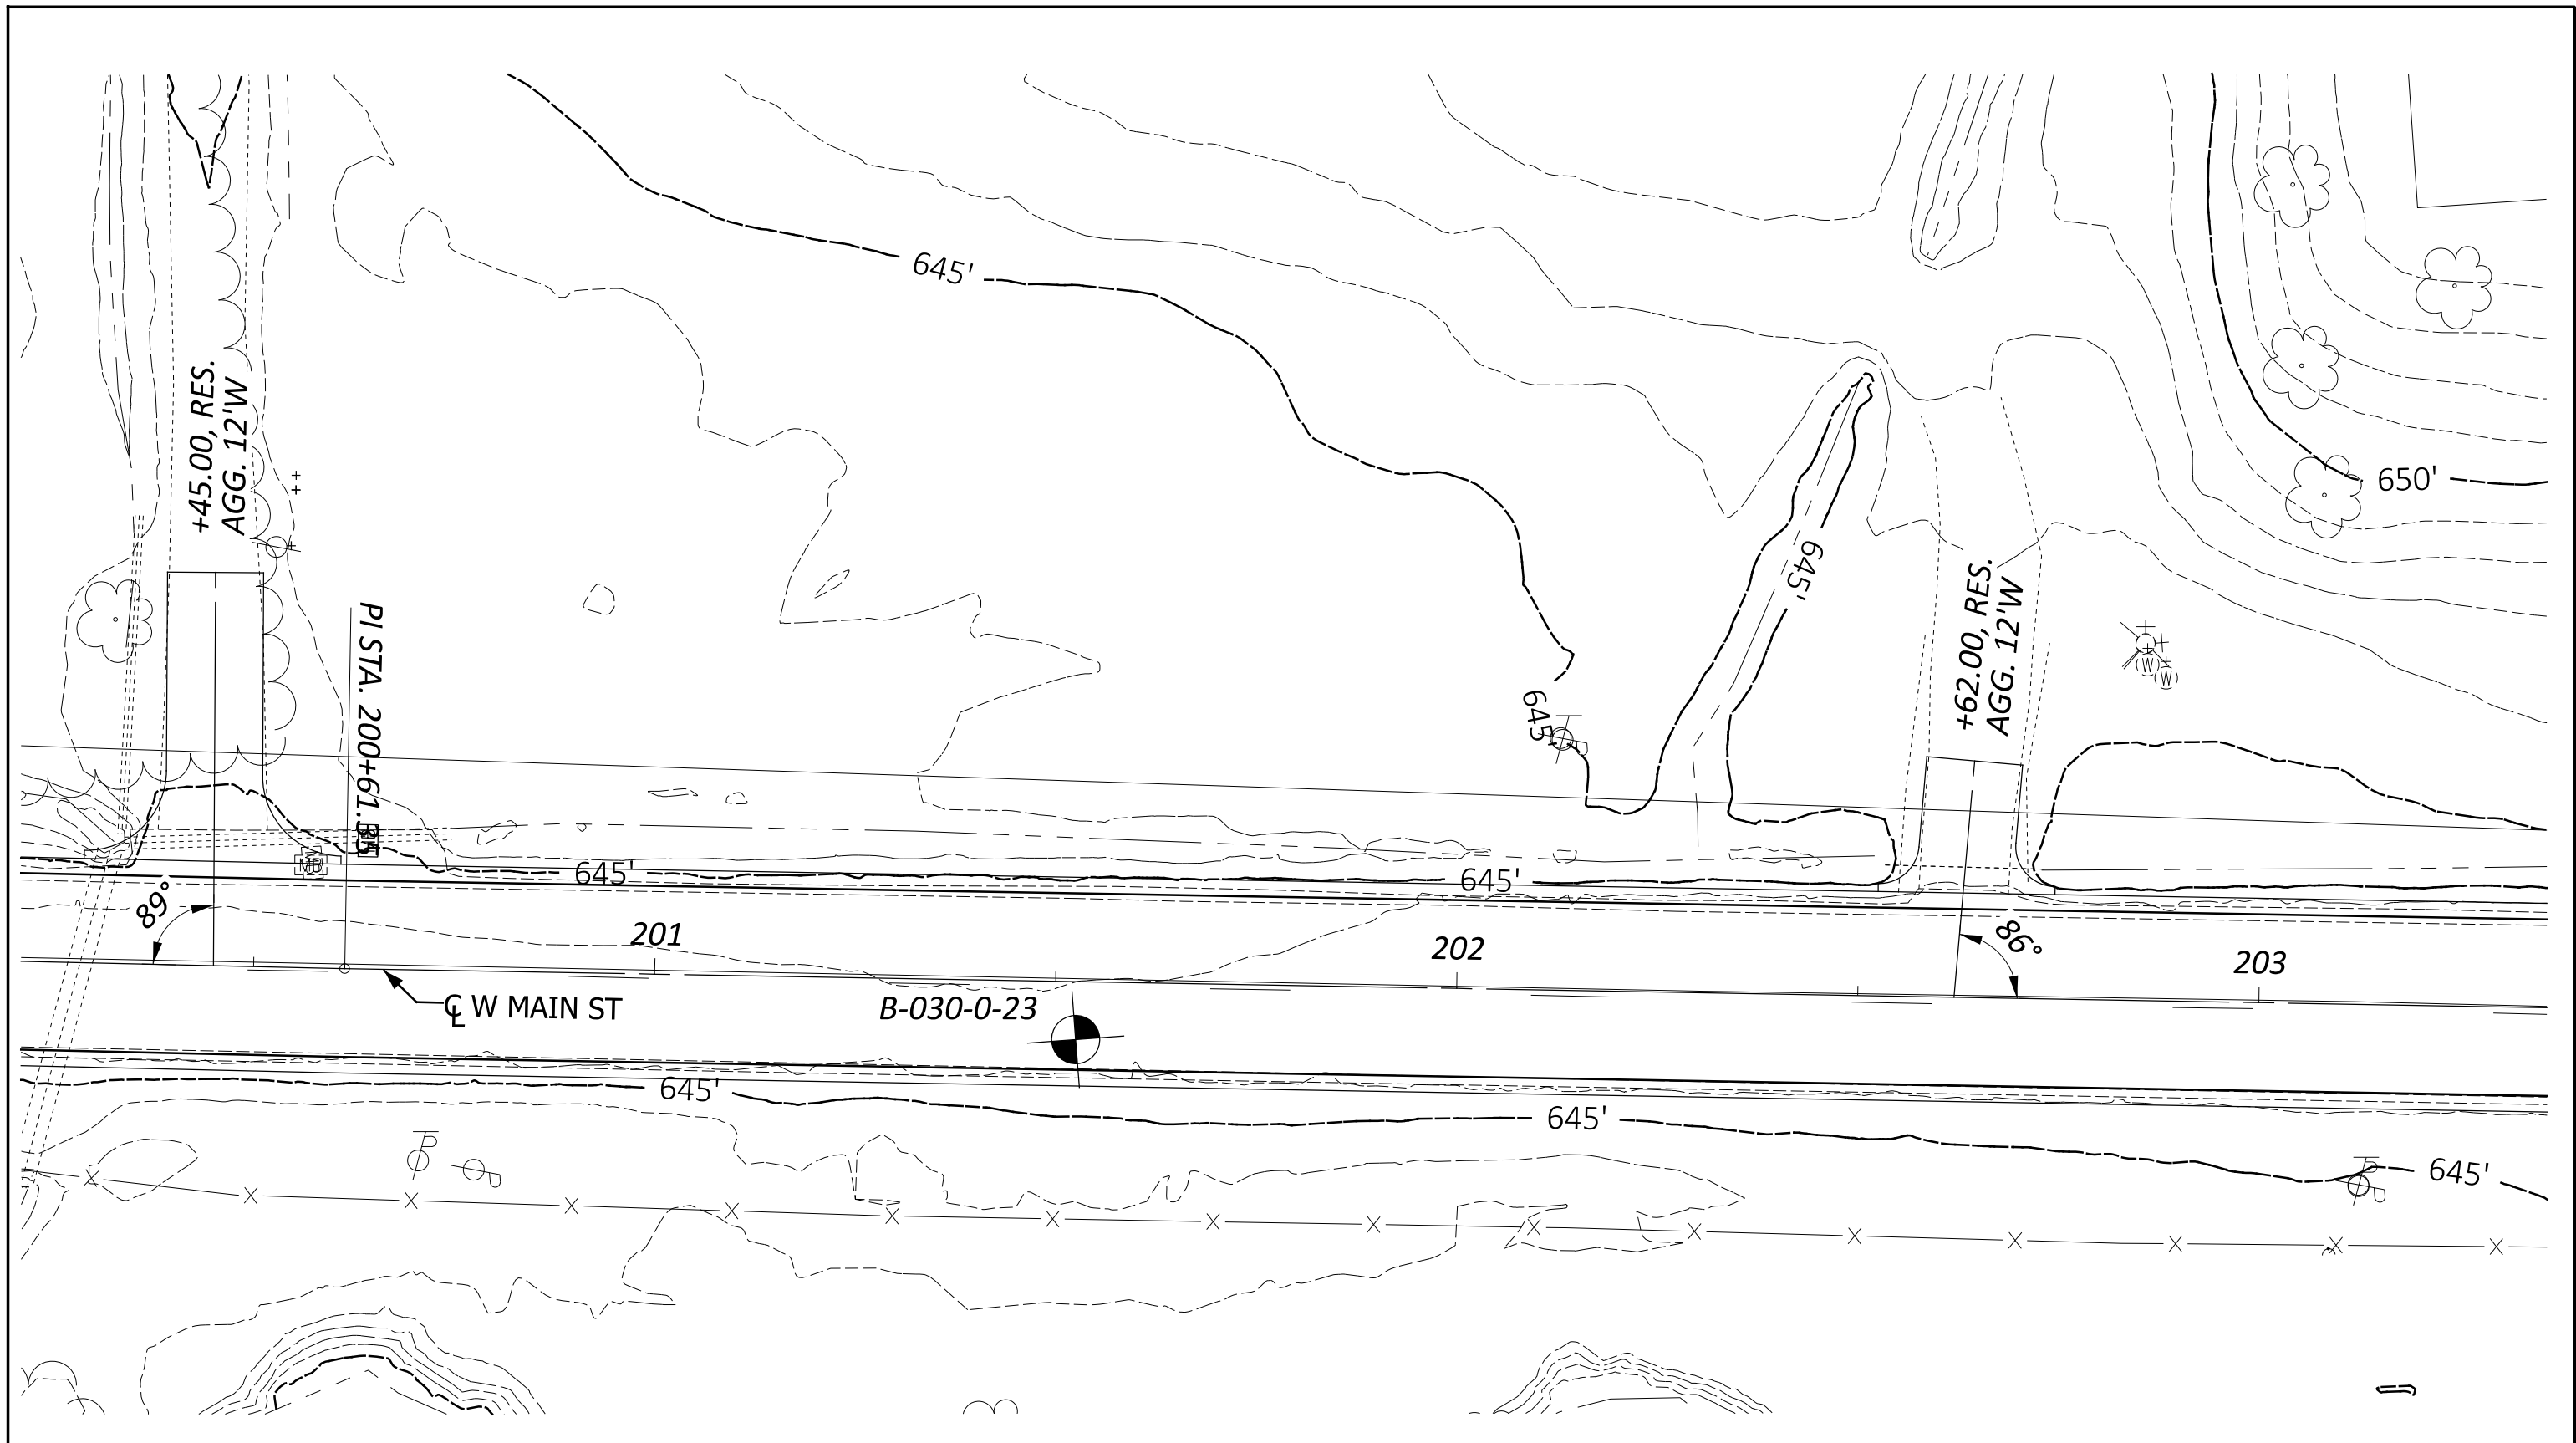 645'
650'
+45.00, RES.
AGG. 12'W
645'
+62.00, RES.
AGG. 12'W
PI STA. 200+61.35
645'
(W)
(W)
MB
645'
645'
89°
86°
201
202
203
℄ W MAIN ST
B-030-0-23
645'
645'
645'